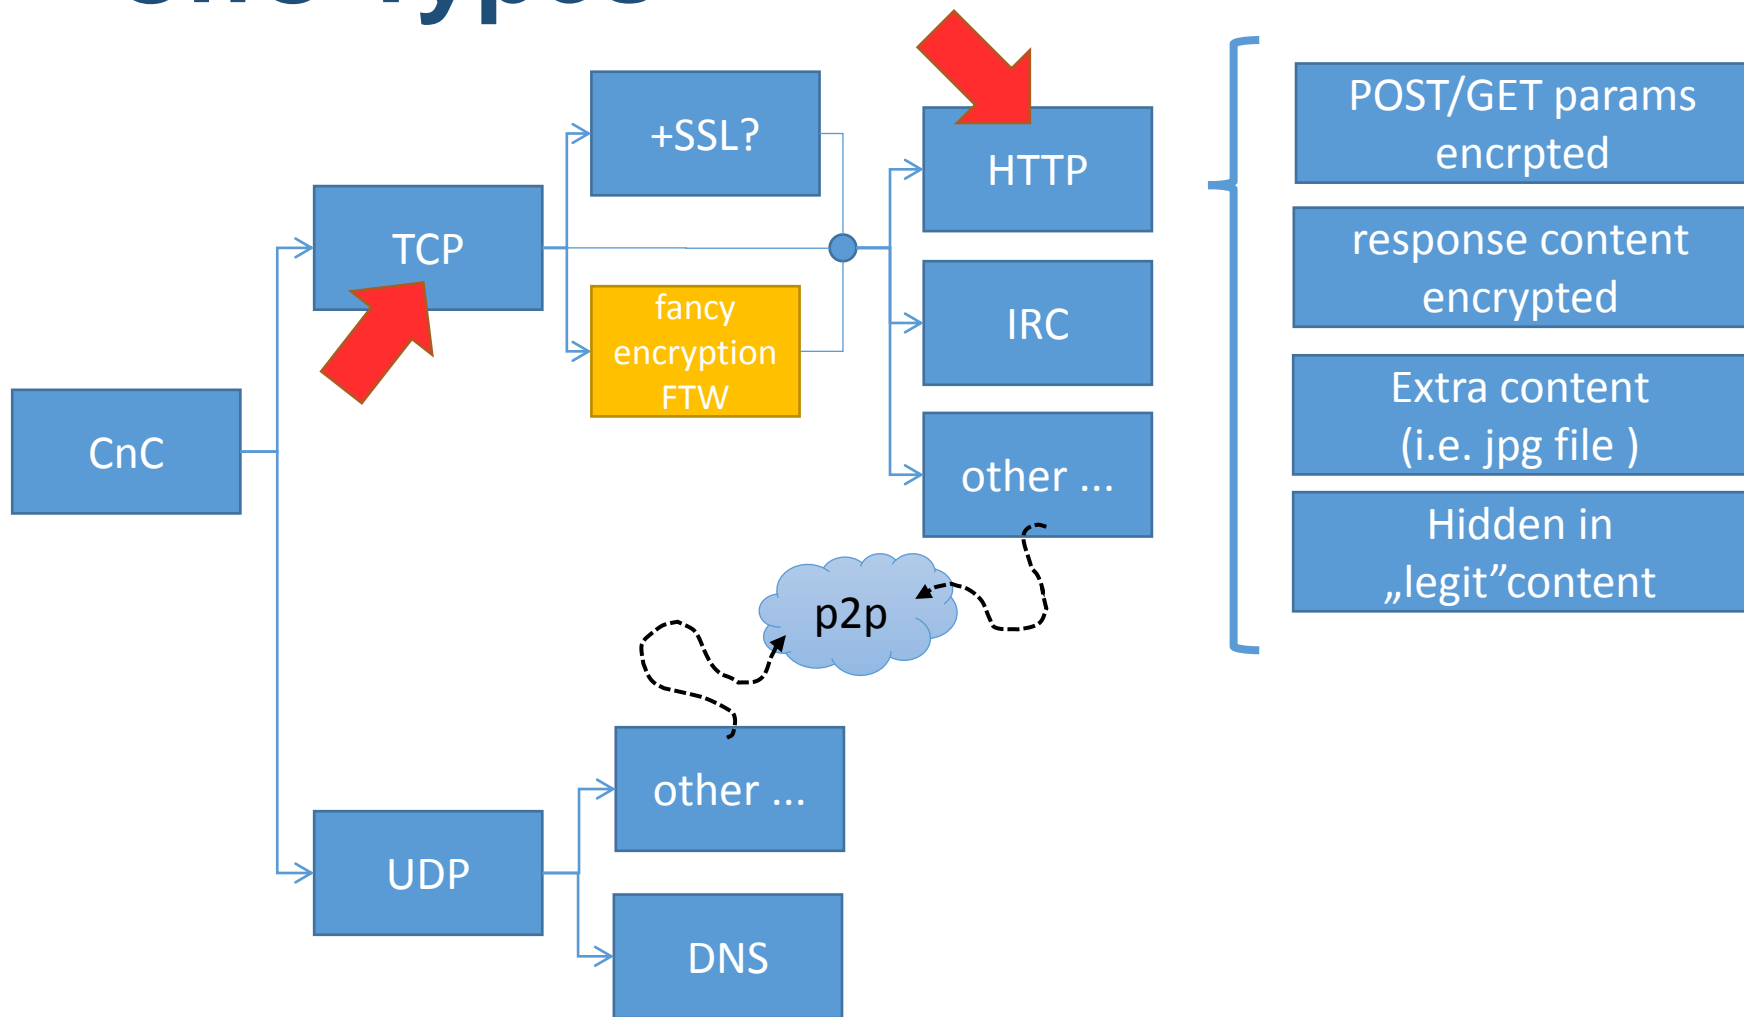 +SSL?
POST/GET params
encrpted
HTTP
TCP
response content
encrypted
fancy
encryption
FTW
IRC
Extra content
(i.e. jpg file )
CnC
other ...
Hidden in
„legit”content
p2p
other ...
UDP
DNS